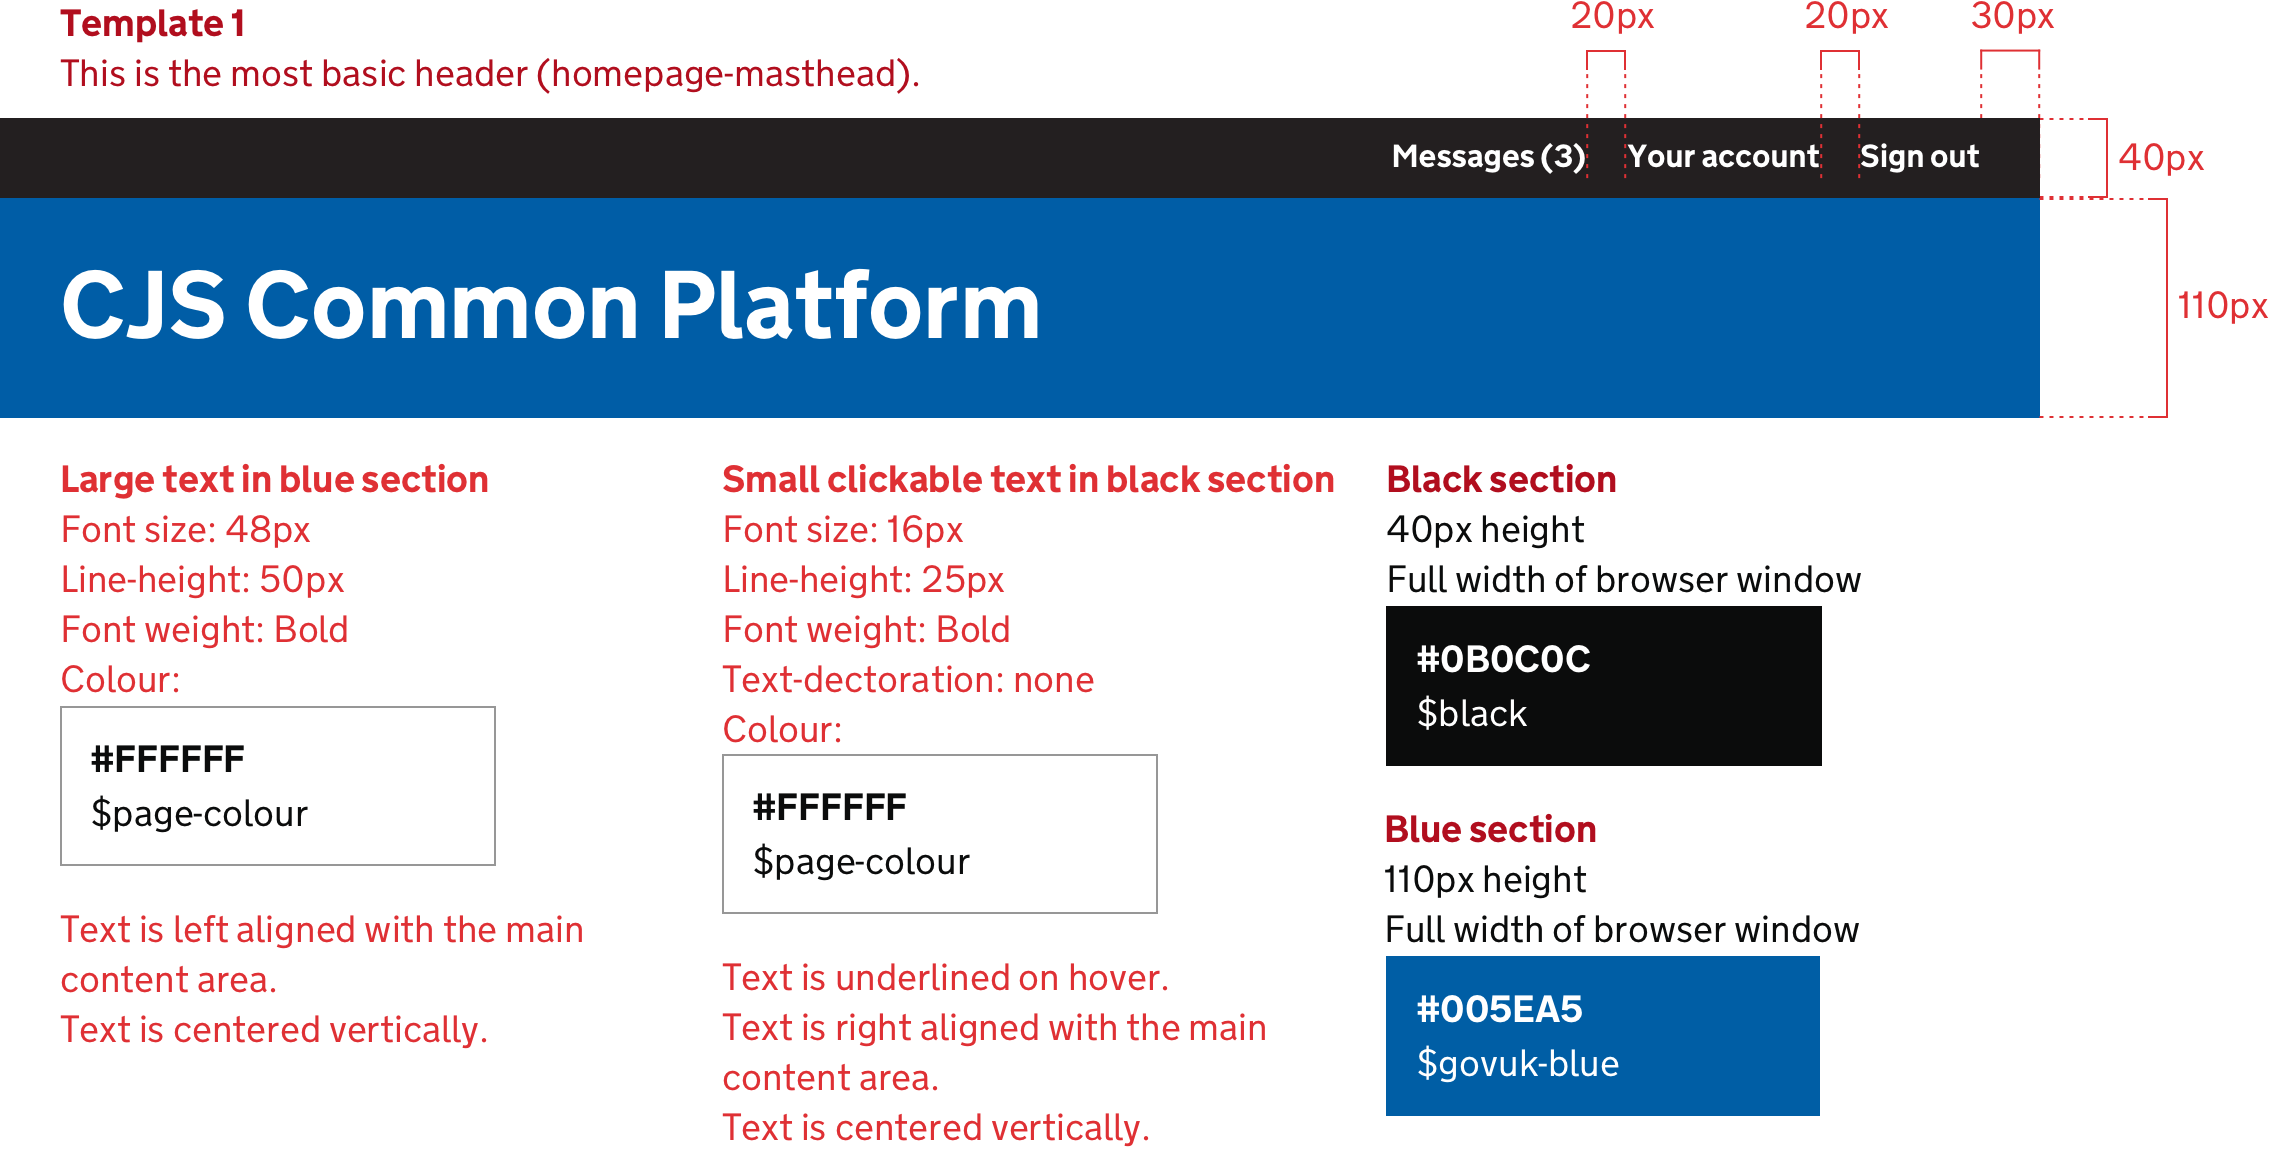 Template 1
This is the most basic header (homepage-masthead).
20px
20px
30px
Messages (3)
Your account
Sign out
40px
CJS Common Platform
110px
Large text in blue section
Font size: 48px
Line-height: 50px
Font weight: Bold
Colour:
#FFFFFF
$page-colour
Text is left aligned with the main
content area.
Text is centered vertically.
Small clickable text in black section
Font size: 16px
Line-height: 25px
Font weight: Bold
Text-dectoration: none
Colour:
#FFFFFF
$page-colour
Text is underlined on hover.
Text is right aligned with the main
content area.
Text is centered vertically.
Black section
40px height
Full width of browser window
#0B0C0C
$black
Blue section
110px height
Full width of browser window
#005EA5
$govuk-blue